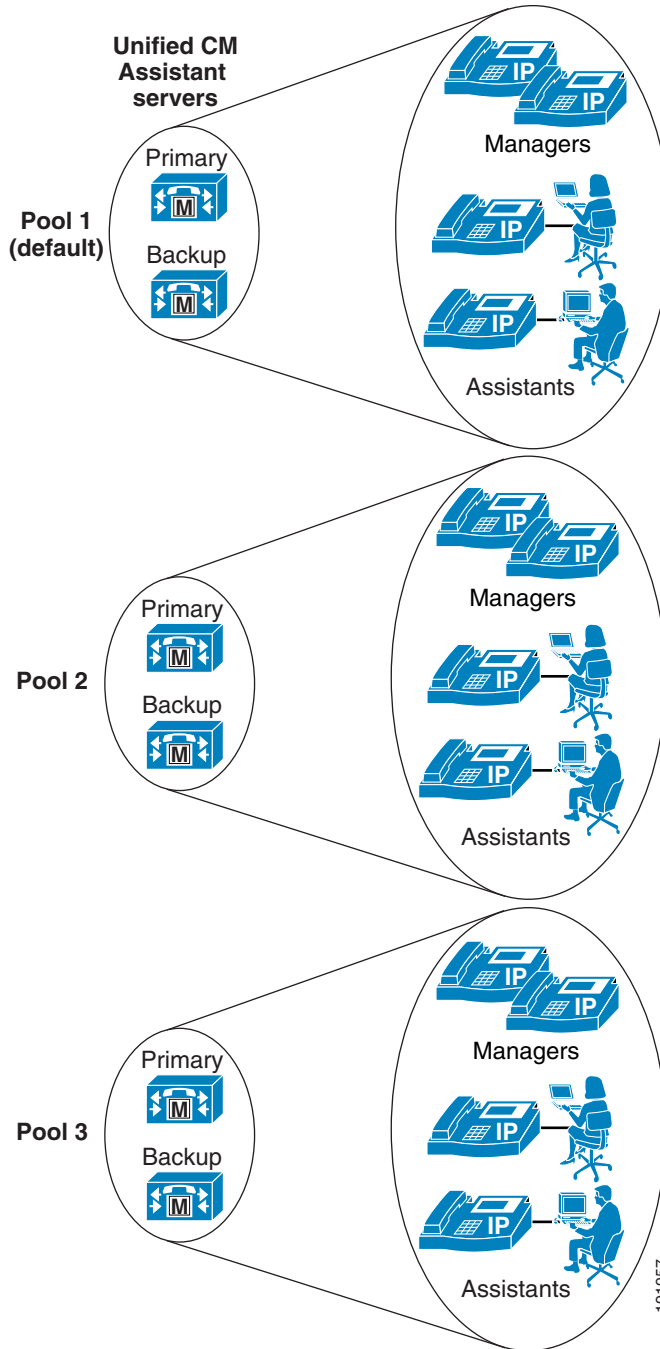 Unified CM
Assistant
servers
IP
IP
Managers
Primary
M
Pool 1
(default)
IP
Backup
M
IP
Assistants
IP
IP
Managers
Primary
M
IP
Pool 2
Backup
M
IP
Assistants
IP
IP
Managers
Primary
M
IP
Pool 3
Backup
M
IP
Assistants